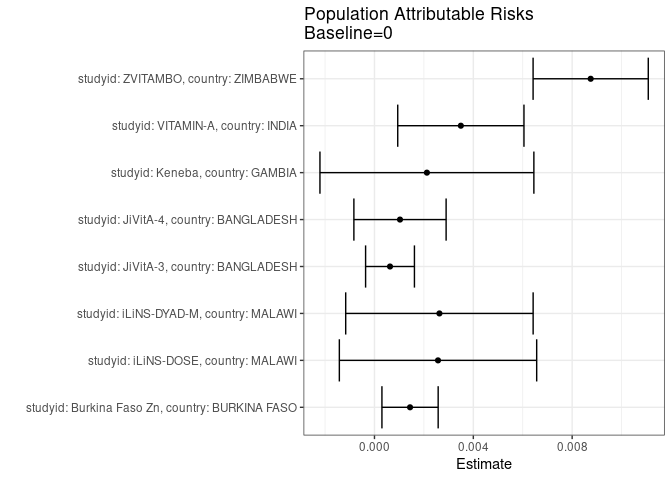 Population Attributable Risks
Baseline=0
studyid: ZVITAMBO, country: ZIMBABWE
studyid: VITAMIN-A, country: INDIA
studyid: Keneba, country: GAMBIA
studyid: JiVitA-4, country: BANGLADESH
studyid: JiVitA-3, country: BANGLADESH
studyid: iLiNS-DYAD-M, country: MALAWI
studyid: iLiNS-DOSE, country: MALAWI
studyid: Burkina Faso Zn, country: BURKINA FASO
0.000 0.004 0.008
Estimate